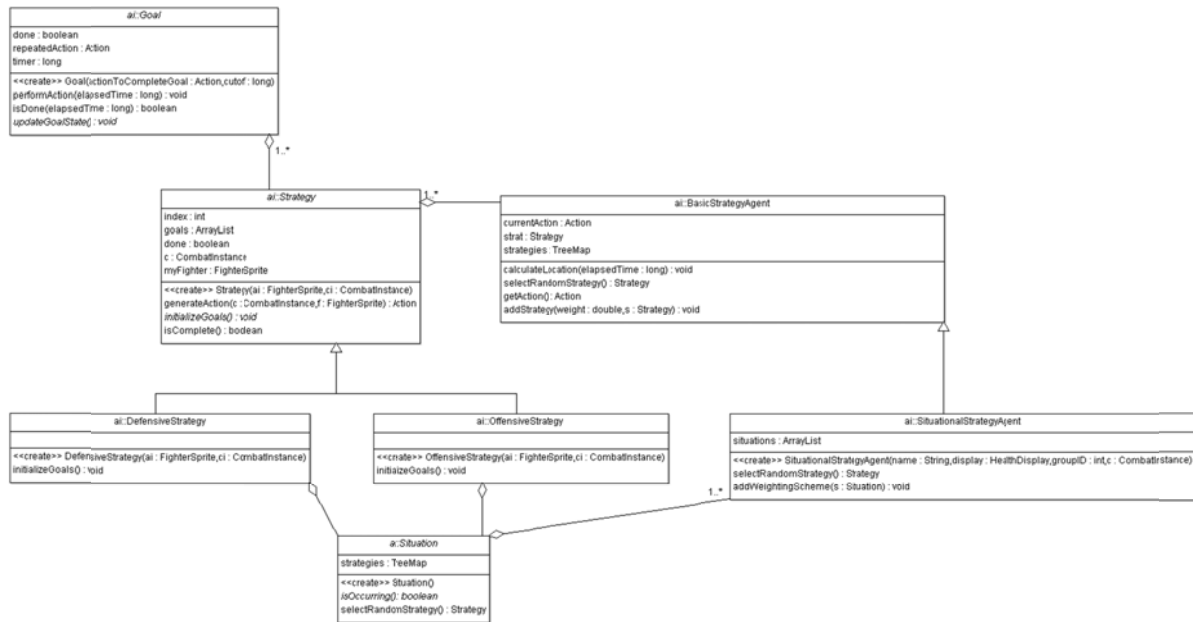 ai::Goal
done : boolean
repeatedAction : Action
timer : long
<<create>> Goal(actionToCompleteGoal : Action,cutof : long)
performAction(elapsedTime : long) : void
isDone(elapsedTime : long) : boolean
updateGoalState() : void
1..*
ai::Strategy
index : int
goals : ArrayList
done : boolean
c : CombatInstance
myFighter : FighterSprite
<<create>> Strategy(ai : FighterSprite,ci : CombatInstance)
generateAction(c : CombatInstance,f : FighterSprite) : Action
initializeGoals() : void
isComplete() : boolean
1..*
ai::BasicStrategyAgent
currentAction : Action
strat : Strategy
strategies : TreeMap
calculateLocation(elapsedTime : long) : void
selectRandomStrategy() : Strategy
getAction() : Action
addStrategy(weight : double,s : Strategy) : void
ai::DefensiveStrategy
<<create>> DefensiveStrategy(ai : FighterSprite,ci : CombatInstance)
initializeGoals() : void
ai::OffensiveStrategy
<<create>> OffensiveStrategy(ai : FighterSprite,ci : CombatInstance)
initiaizeGoals() : void
ai::SituationalStrategyAgent
situations : ArrayList
<<create>> SituationalStrategyAgent(name : String,display : HealthDisplay,groupID : int,c : CombatInstance)
selectRandomStrategy() : Strategy
addWeightingScheme(s : Situation) : void
1..*
ai::Situation
strategies : TreeMap
<<create>> Situation()
isOccurring() : boolean
selectRandomStrategy() : Strategy